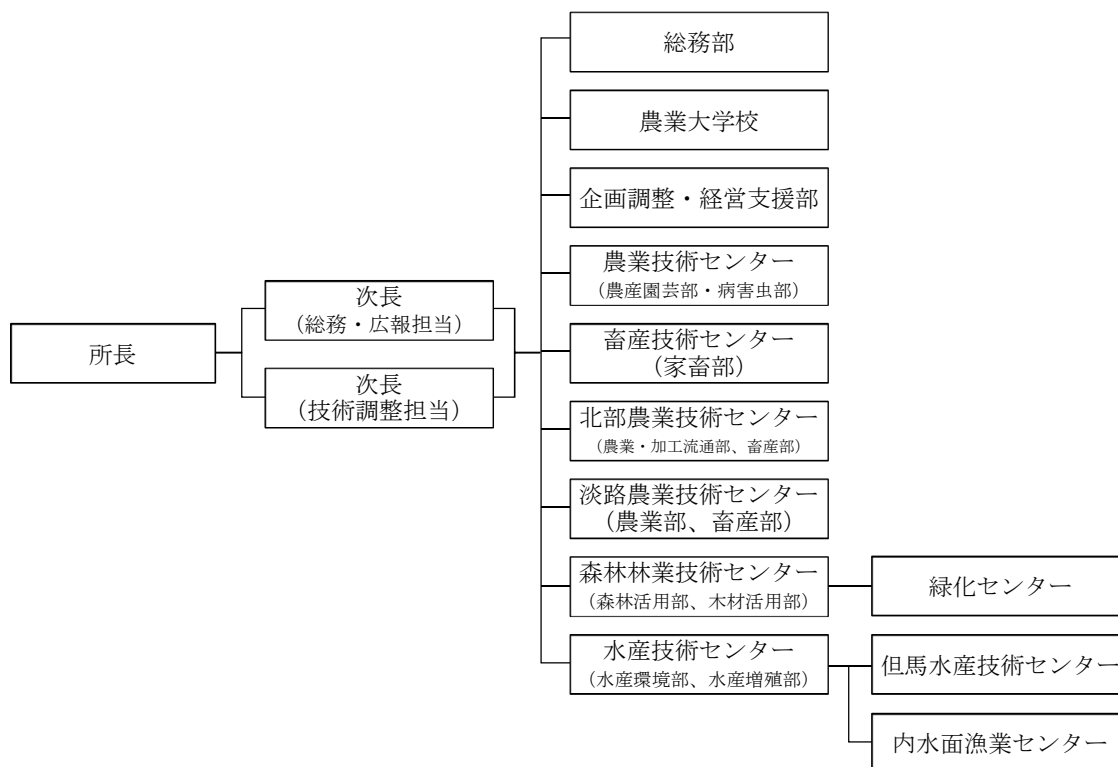 総務部
農業大学校
企画調整・経営支援部
農業技術センター
（農産園芸部・病害虫部）
次長
（総務・広報担当）
所長
畜産技術センター
（家畜部）
次長
（技術調整担当）
北部農業技術センター
（農業・加工流通部、畜産部）
淡路農業技術センター
（農業部、畜産部）
森林林業技術センター
（森林活用部、木材活用部）
緑化センター
水産技術センター
（水産環境部、水産増殖部）
但馬水産技術センター
内水面漁業センター